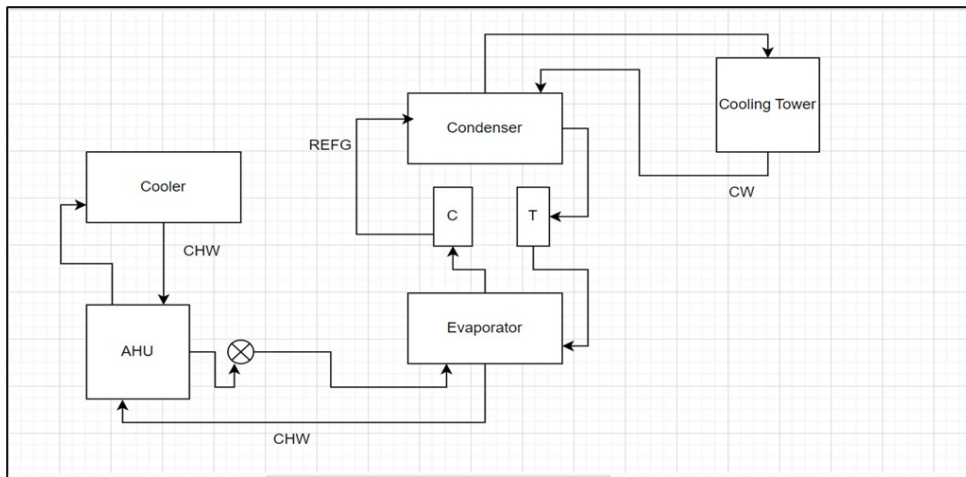 Cooling Tower
Condenser
REFG
Cooler
CW
C
T
CHW
Evaporator
AHU
CHW